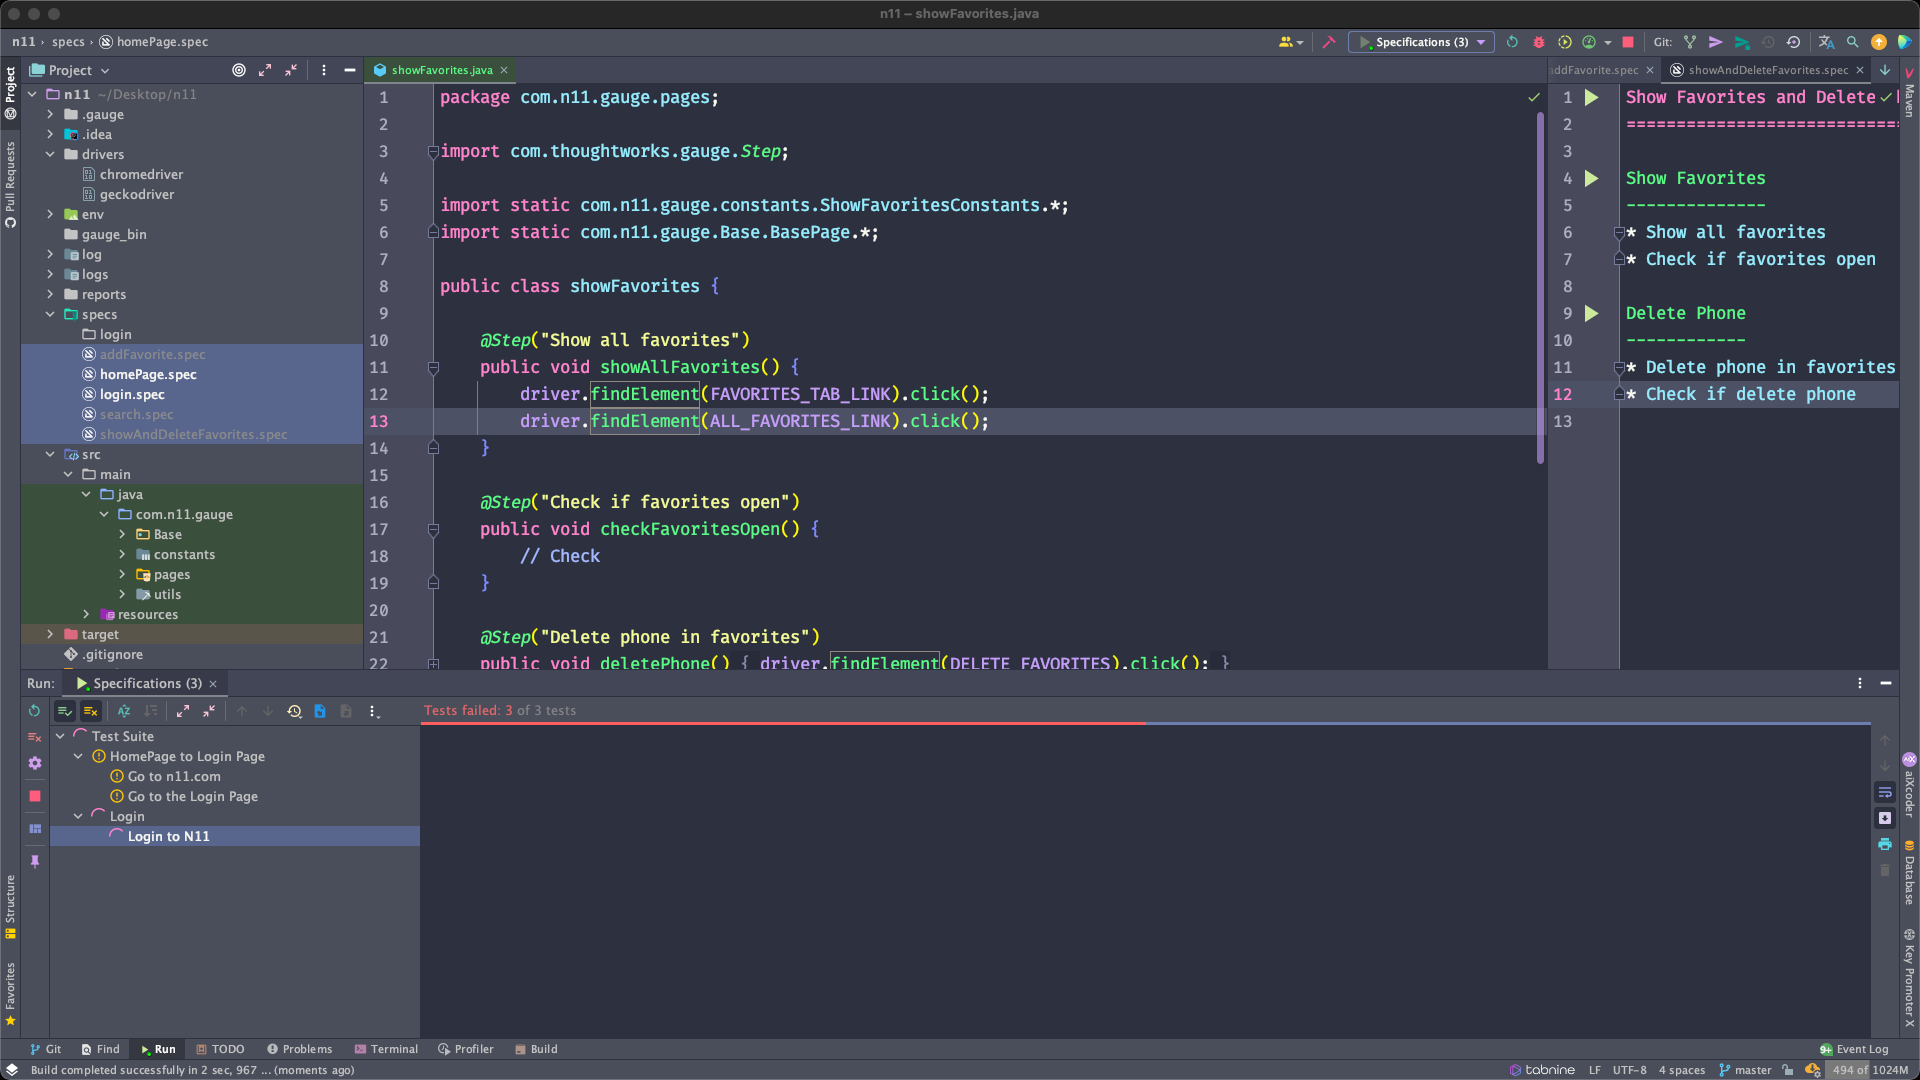 n11 – showFavorites.java
n11 › specs › homePage.spec
Specifications (3)
Git:
Project
showFavorites.java
addFavorite.spec
showAndDeleteFavorites.spec
Project
Pull Requests
Structure
Favorites
n11 ~/Desktop/n11
.gauge
.idea
drivers
chromedriver
geckodriver
env
gauge_bin
log
logs
reports
specs
login
addFavorite.spec
homePage.spec
login.spec
search.spec
showAndDeleteFavorites.spec
src
main
java
com.n11.gauge
Base
constants
pages
utils
resources
target
.gitignore
1 package com.n11.gauge.pages;
2
3 import com.thoughtworks.gauge.Step;
4
5 import static com.n11.gauge.constants.ShowFavoritesConstants.*;
6 import static com.n11.gauge.Base.BasePage.*;
7
8 public class showFavorites {
9
10 @Step("Show all favorites")
11 public void showAllFavorites() {
12 driver.findElement(FAVORITES_TAB_LINK).click();
13 driver.findElement(ALL_FAVORITES_LINK).click();
14 }
15
16 @Step("Check if favorites open")
17 public void checkFavoritesOpen() {
18 // Check
19 }
20
21 @Step("Delete phone in favorites")
22 public void deletePhone() { driver.findElement(DELETE_FAVORITES).click(); }
1 Show Favorites and Delete
2 ===========================
3
4 Show Favorites
5 --------------
6 * Show all favorites
7 * Check if favorites open
8
9 Delete Phone
10 ------------
11 * Delete phone in favorites
12 * Check if delete phone
13
Maven
aiXcoder
Database
Key Promoter X
Run: Specifications (3)
Tests failed: 3 of 3 tests
Test Suite
HomePage to Login Page
Go to n11.com
Go to the Login Page
Login
Login to N11
Git
Find
Run
TODO
Problems
Terminal
Profiler
Build
9+ Event Log
Build completed successfully in 2 sec, 967 ... (moments ago)
tabnine
LF
UTF-8
4 spaces
master
494 of 1024M